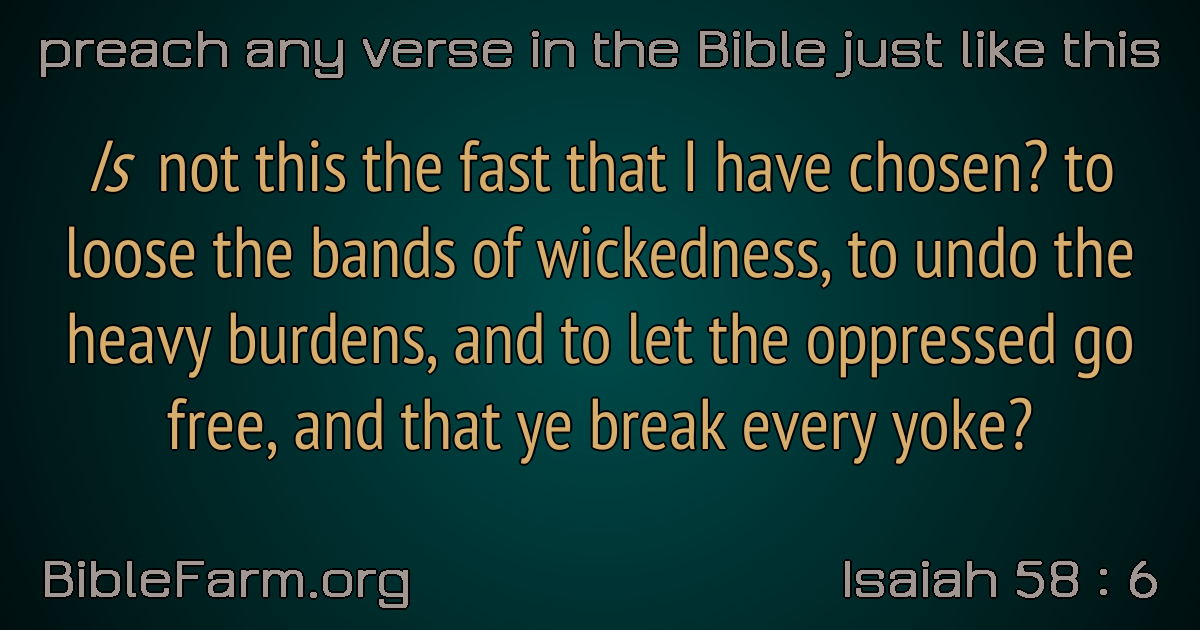 preach any verse in the Bible just like this
Is not this the fast that I have chosen? to
loose the bands of wickedness, to undo the
heavy burdens, and to let the oppressed go
free, and that ye break every yoke?
BibleFarm.org
Isaiah 58 : 6